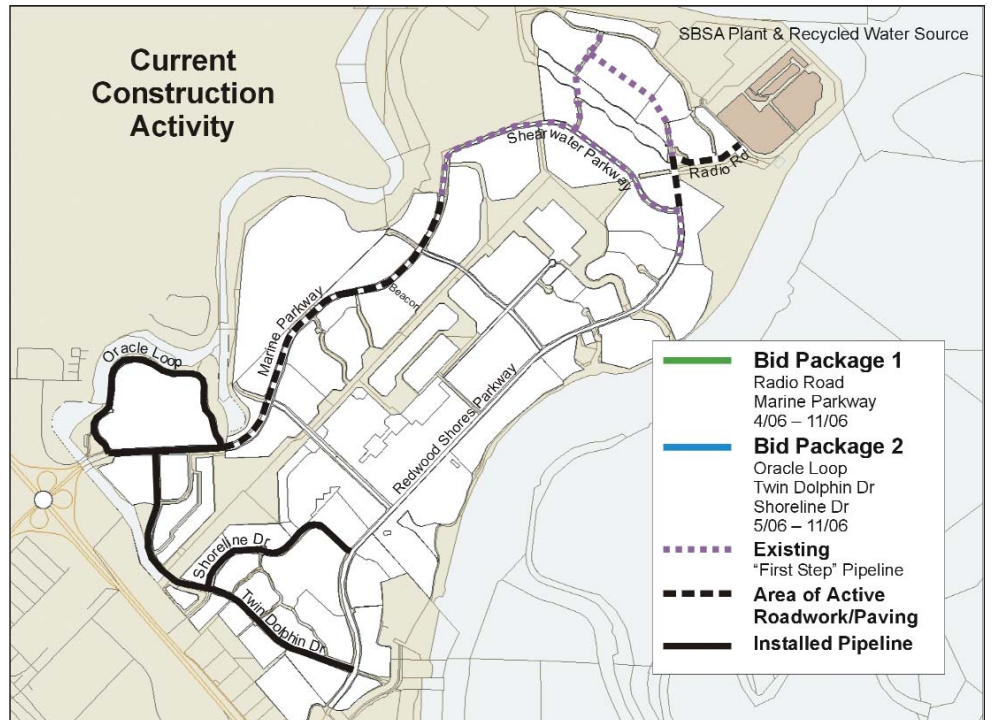 Current
Construction
Activity
SBSA Plant & Recycled Water Source
Shearwater Parkway
Radio Rd
Beacon
Marine Parkway
Oracle Loop
Redwood Shores Parkway
Shoreline Dr
Twin Dolphin Dr
Bid Package 1
Radio Road
Marine Parkway
4/06 – 11/06
Bid Package 2
Oracle Loop
Twin Dolphin Dr
Shoreline Dr
5/06 – 11/06
Existing
“First Step” Pipeline
Area of Active
Roadwork/Paving
Installed Pipeline